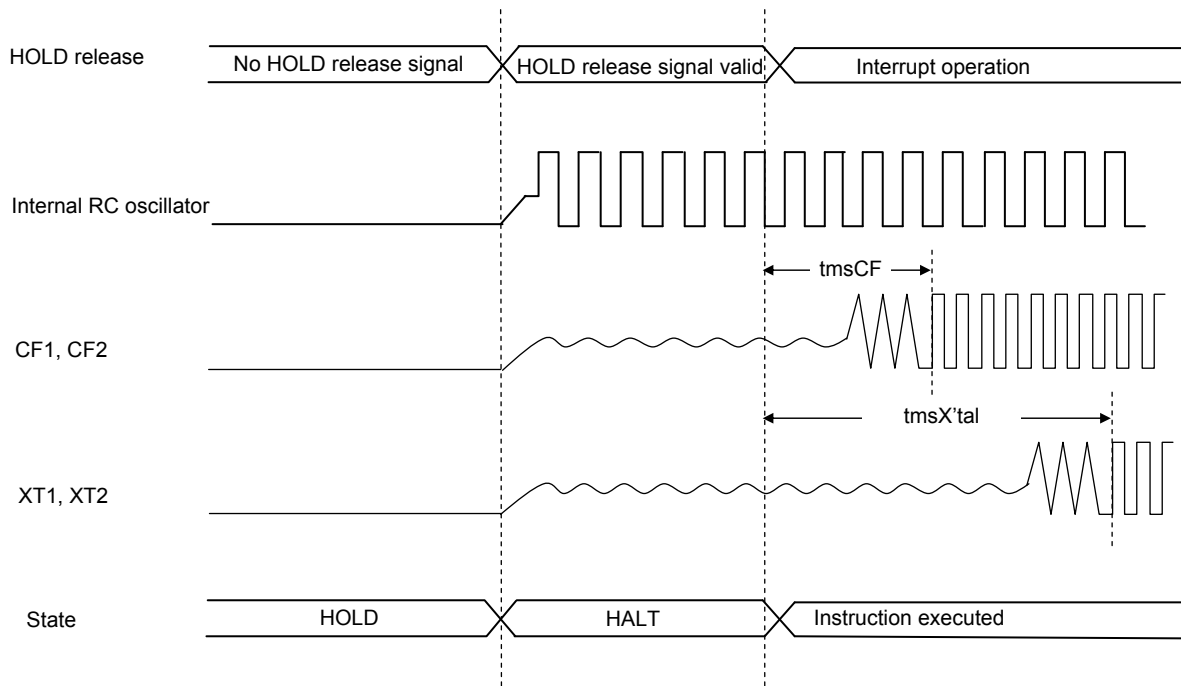 HOLD release
No HOLD release signal
HOLD release signal valid
Interrupt operation
Internal RC oscillator
tmsCF
CF1, CF2
tmsX'tal
XT1, XT2
State
HOLD
HALT
Instruction executed